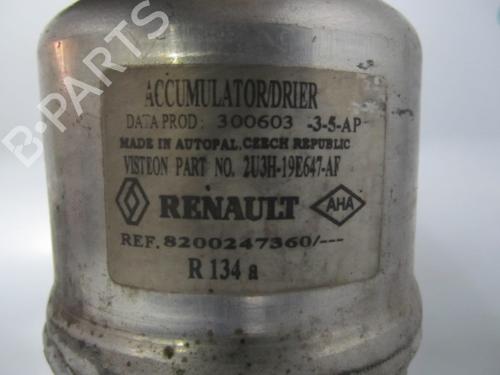 B-PARTS
ACCUMULATOR/DRIER
DATA PROD: 300603 -3-5-AP
MADE IN AUTOPAL, CZECH REPUBLIC
VISTEON PART NO. 2U3H-19E647-AF
RENAULT AHA
REF. 8200247360/---
R 134 a